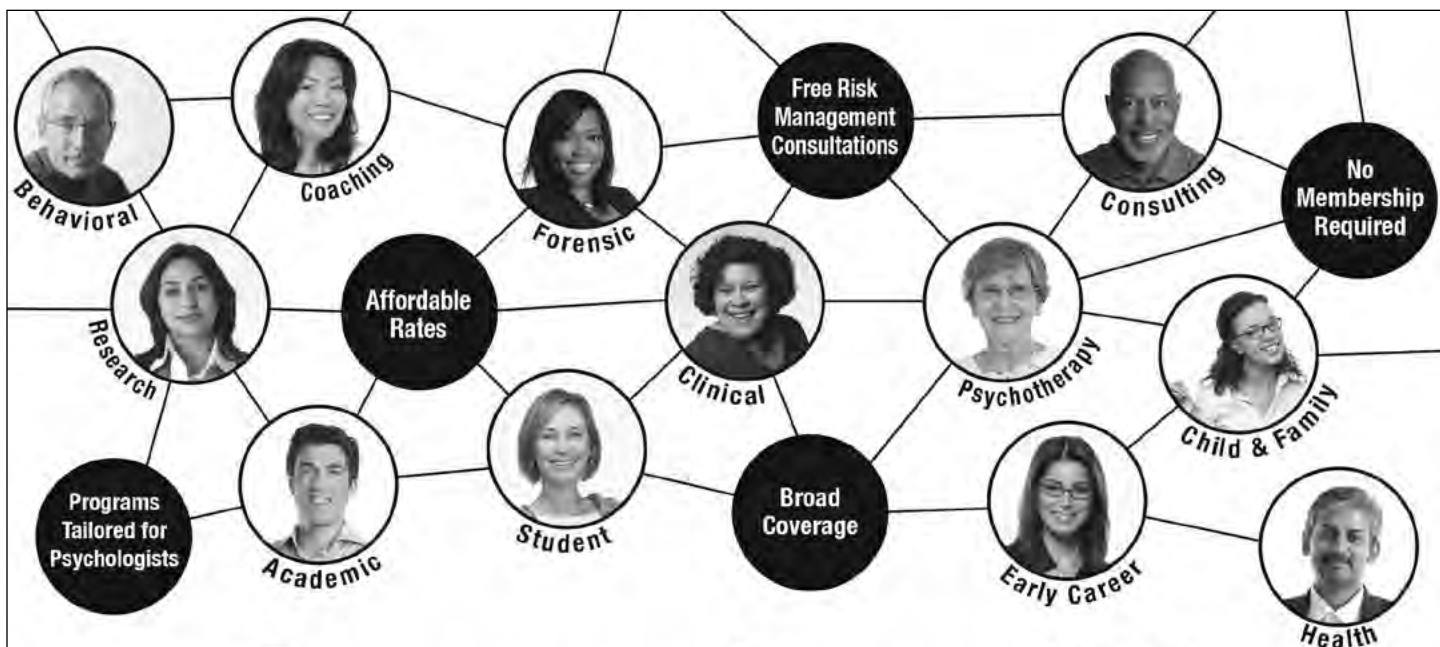 Behavioral
Coaching
Forensic
Free Risk
Management
Consultations
Consulting
No
Membership
Required
Research
Affordable
Rates
Clinical
Psychotherapy
Child & Family
Programs
Tailored for
Psychologists
Academic
Student
Broad
Coverage
Early Career
Health